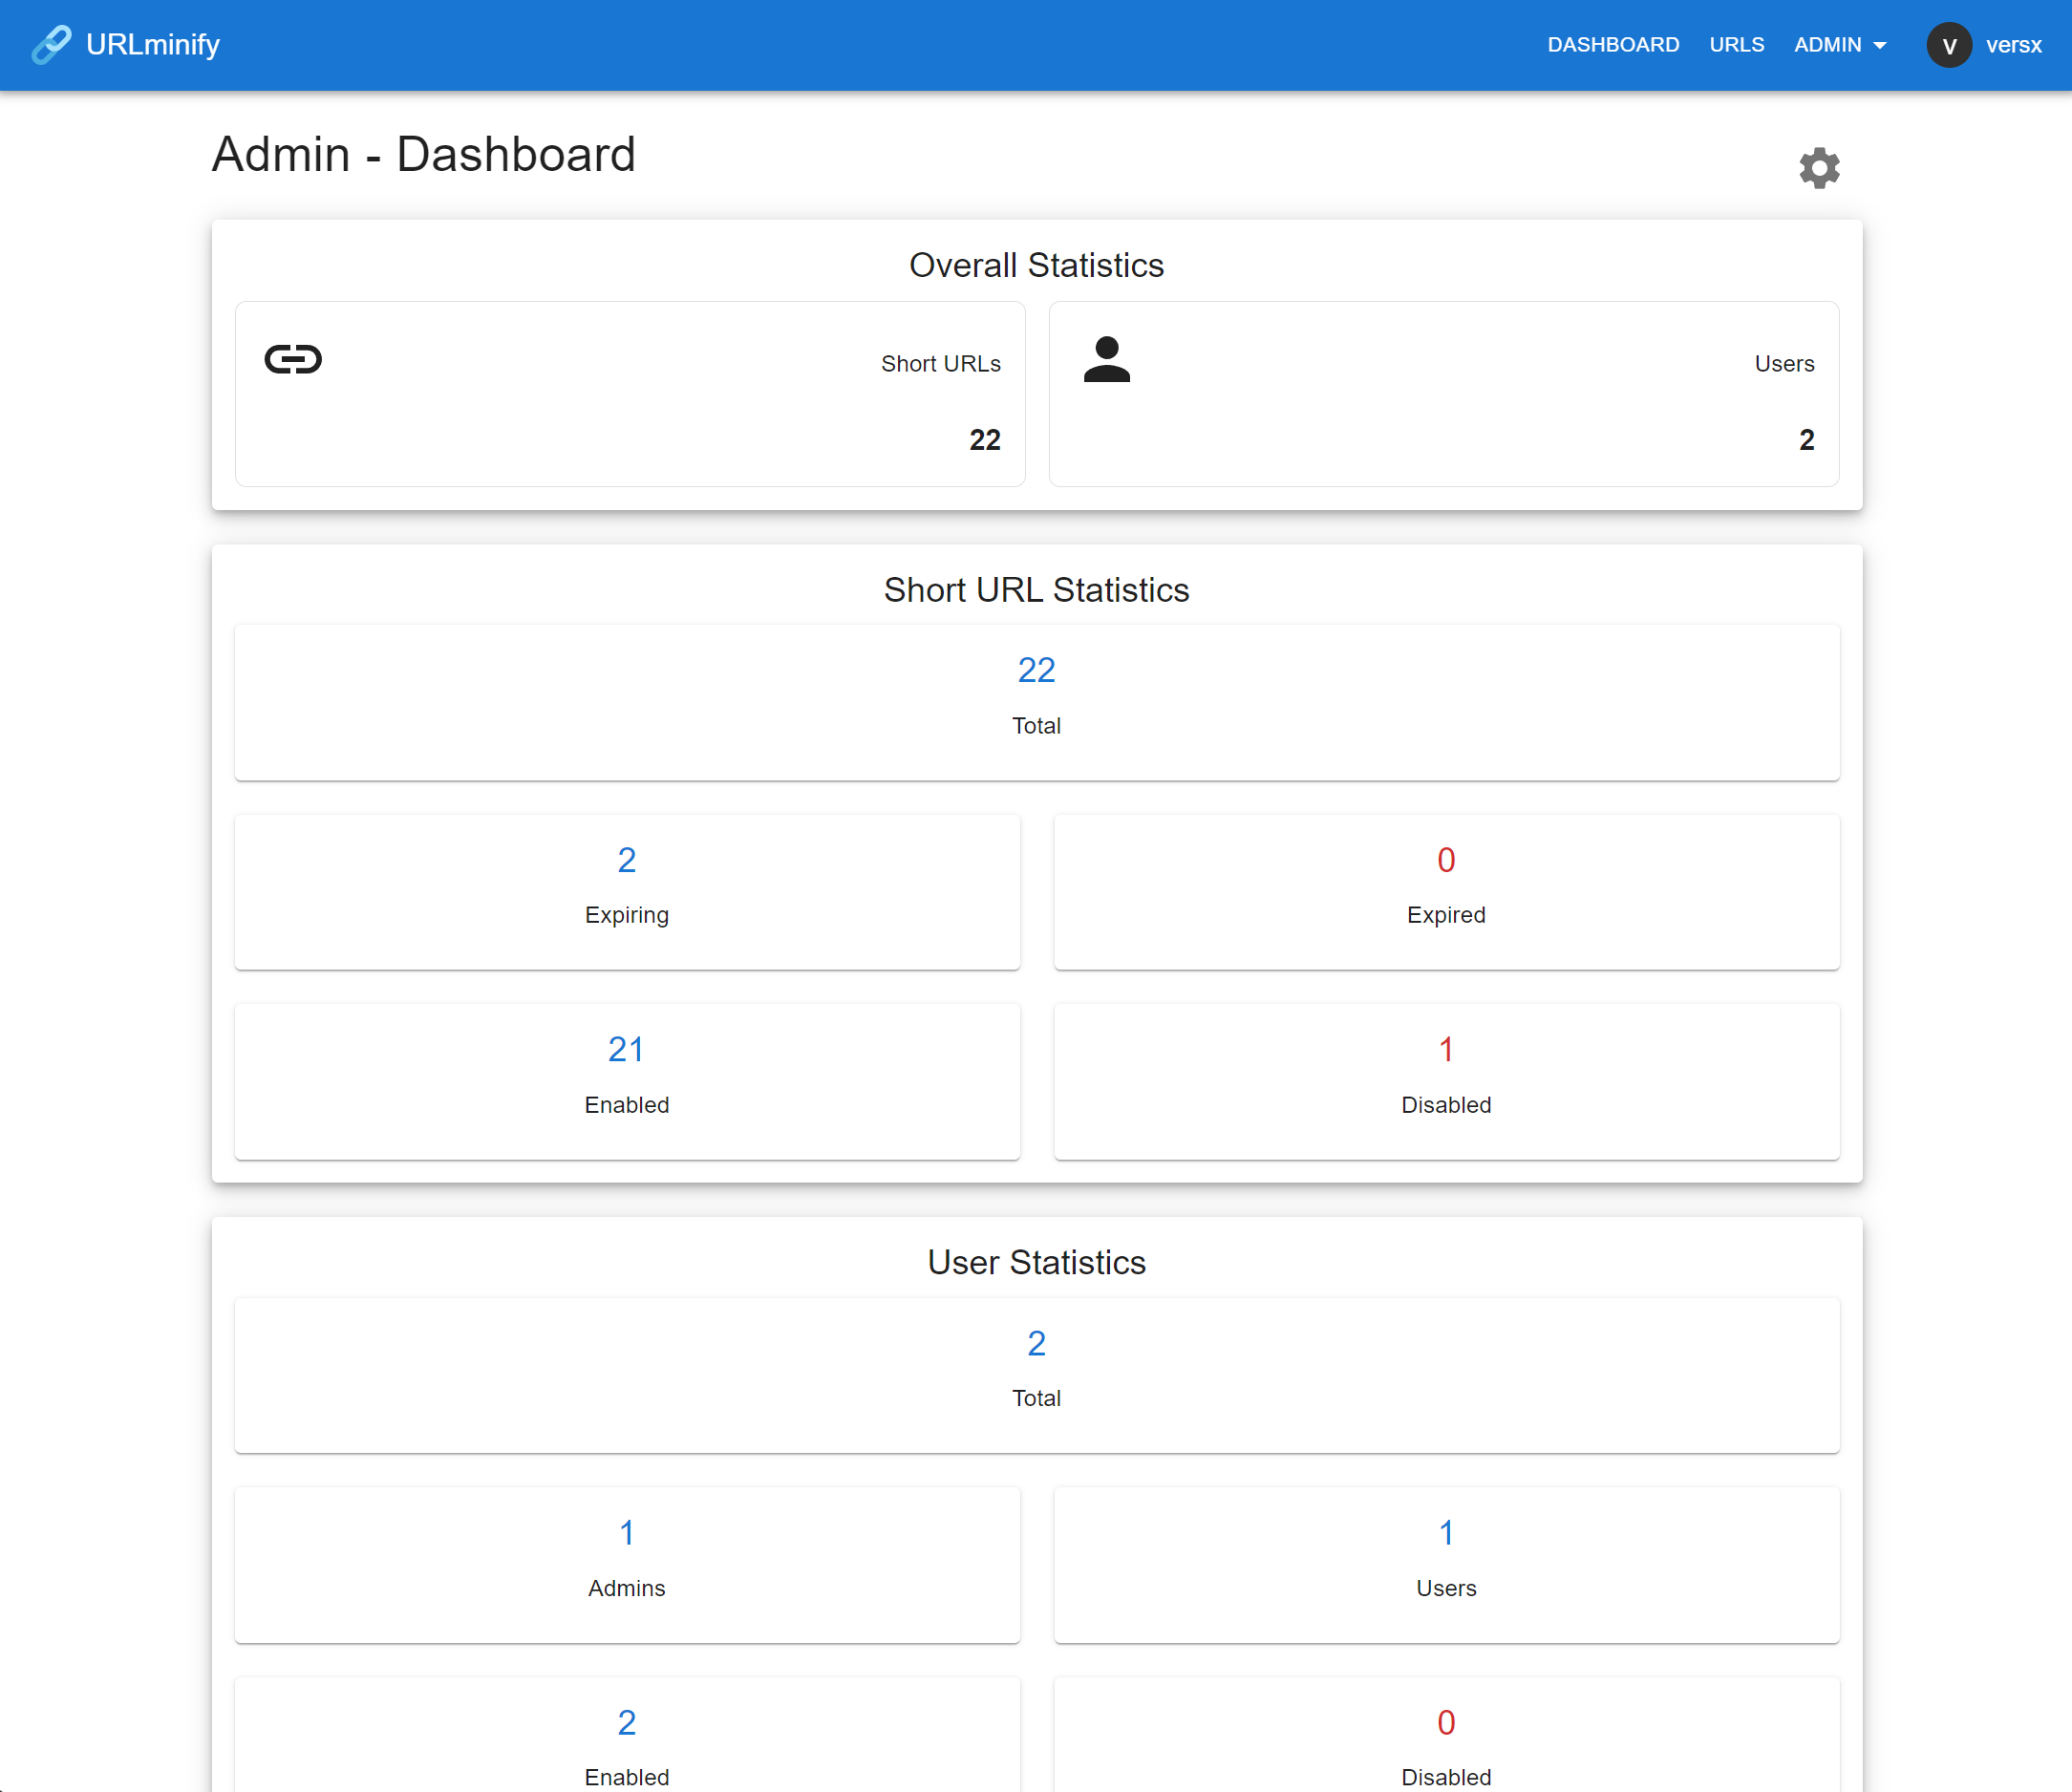 URLminify
DASHBOARD URLS ADMIN V versx
Admin - Dashboard
Overall Statistics
Short URLs
22
Users
2
Short URL Statistics
22
Total
2
Expiring
0
Expired
21
Enabled
1
Disabled
User Statistics
2
Total
1
Admins
1
Users
2
Enabled
0
Disabled